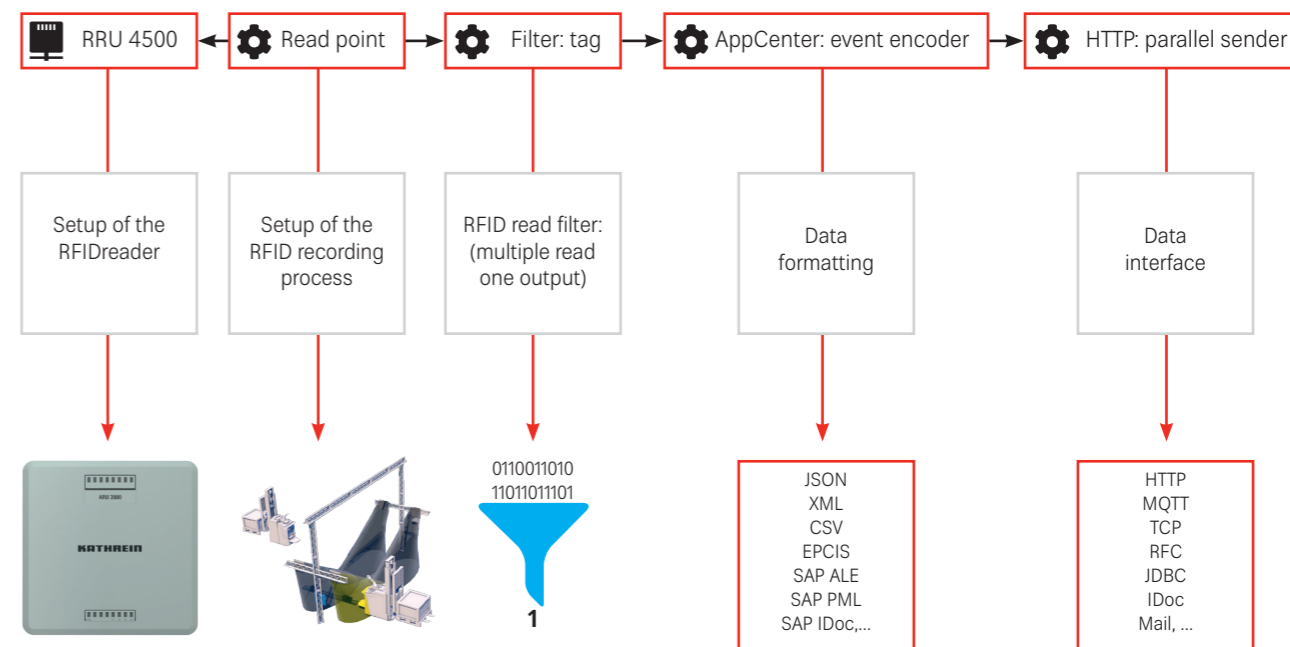 RRU 4500
Read point
Filter: tag
AppCenter: event encoder
HTTP: parallel sender
Setup of the
RFIDreader
Setup of the
RFID recording
process
RFID read filter:
(multiple read
one output)
Data
formatting
Data
interface
KATHREIN
0110011010
11011011101
1
JSON
XML
CSV
EPCIS
SAP ALE
SAP PML
SAP IDoc,...
HTTP
MQTT
TCP
RFC
JDBC
IDoc
Mail, ...